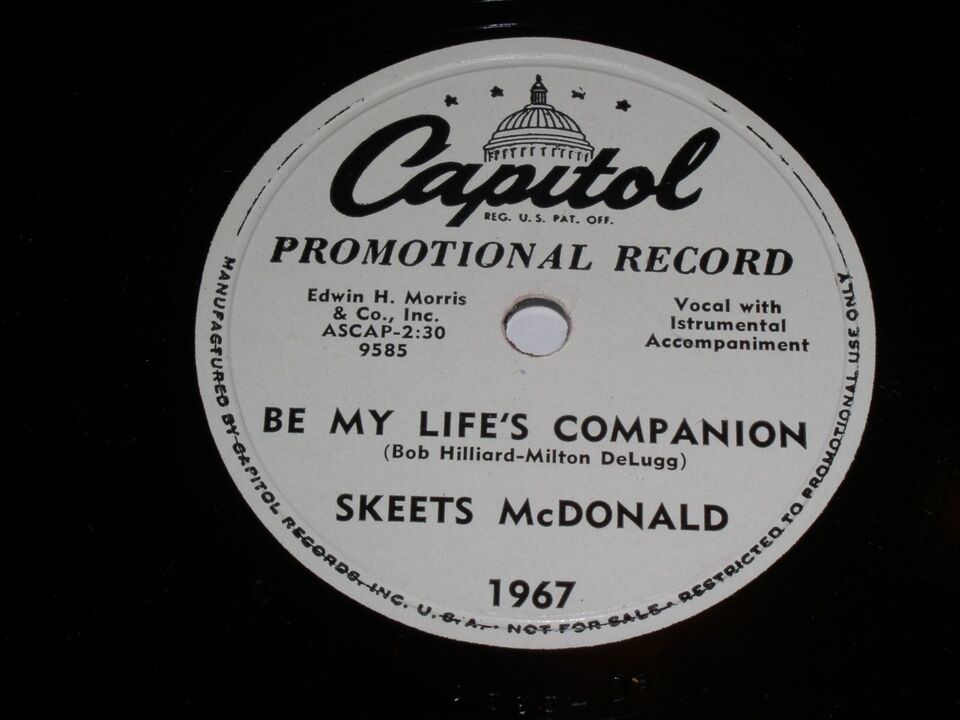 Capitol
REG. U.S. PAT. OFF.
PROMOTIONAL RECORD
Edwin H. Morris
& Co., Inc.
ASCAP-2:30
9585
Vocal with
Istrumental
Accompaniment
BE MY LIFE'S COMPANION
(Bob Hilliard-Milton DeLugg)
SKEETS McDONALD
1967
MANUFACTURED BY CAPITOL RECORDS, INC. U.S.A. · NOT FOR SALE · RESTRICTED TO PROMOTIONAL USE ONLY